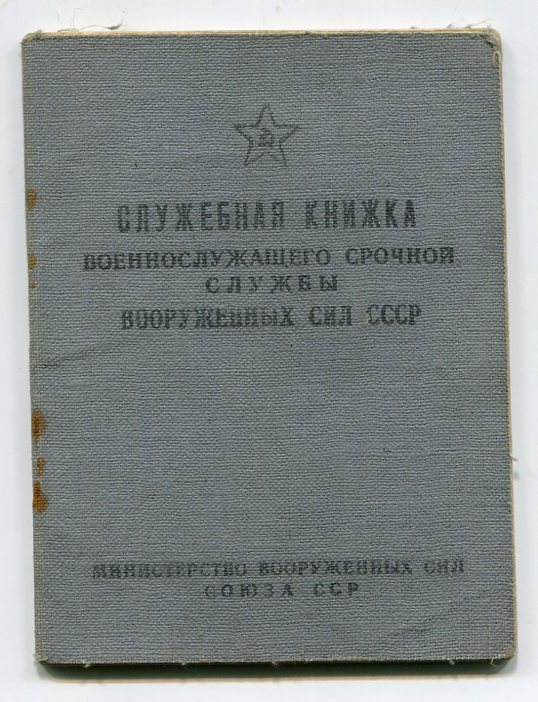 СЛУЖЕБНАЯ КНИЖКА
ВОЕННОСЛУЖАЩЕГО СРОЧНОЙ
СЛУЖБЫ
ВООРУЖЕННЫХ СИЛ СССР
МИНИСТЕРСТВО ВООРУЖЕННЫХ СИЛ
СОЮЗА ССР